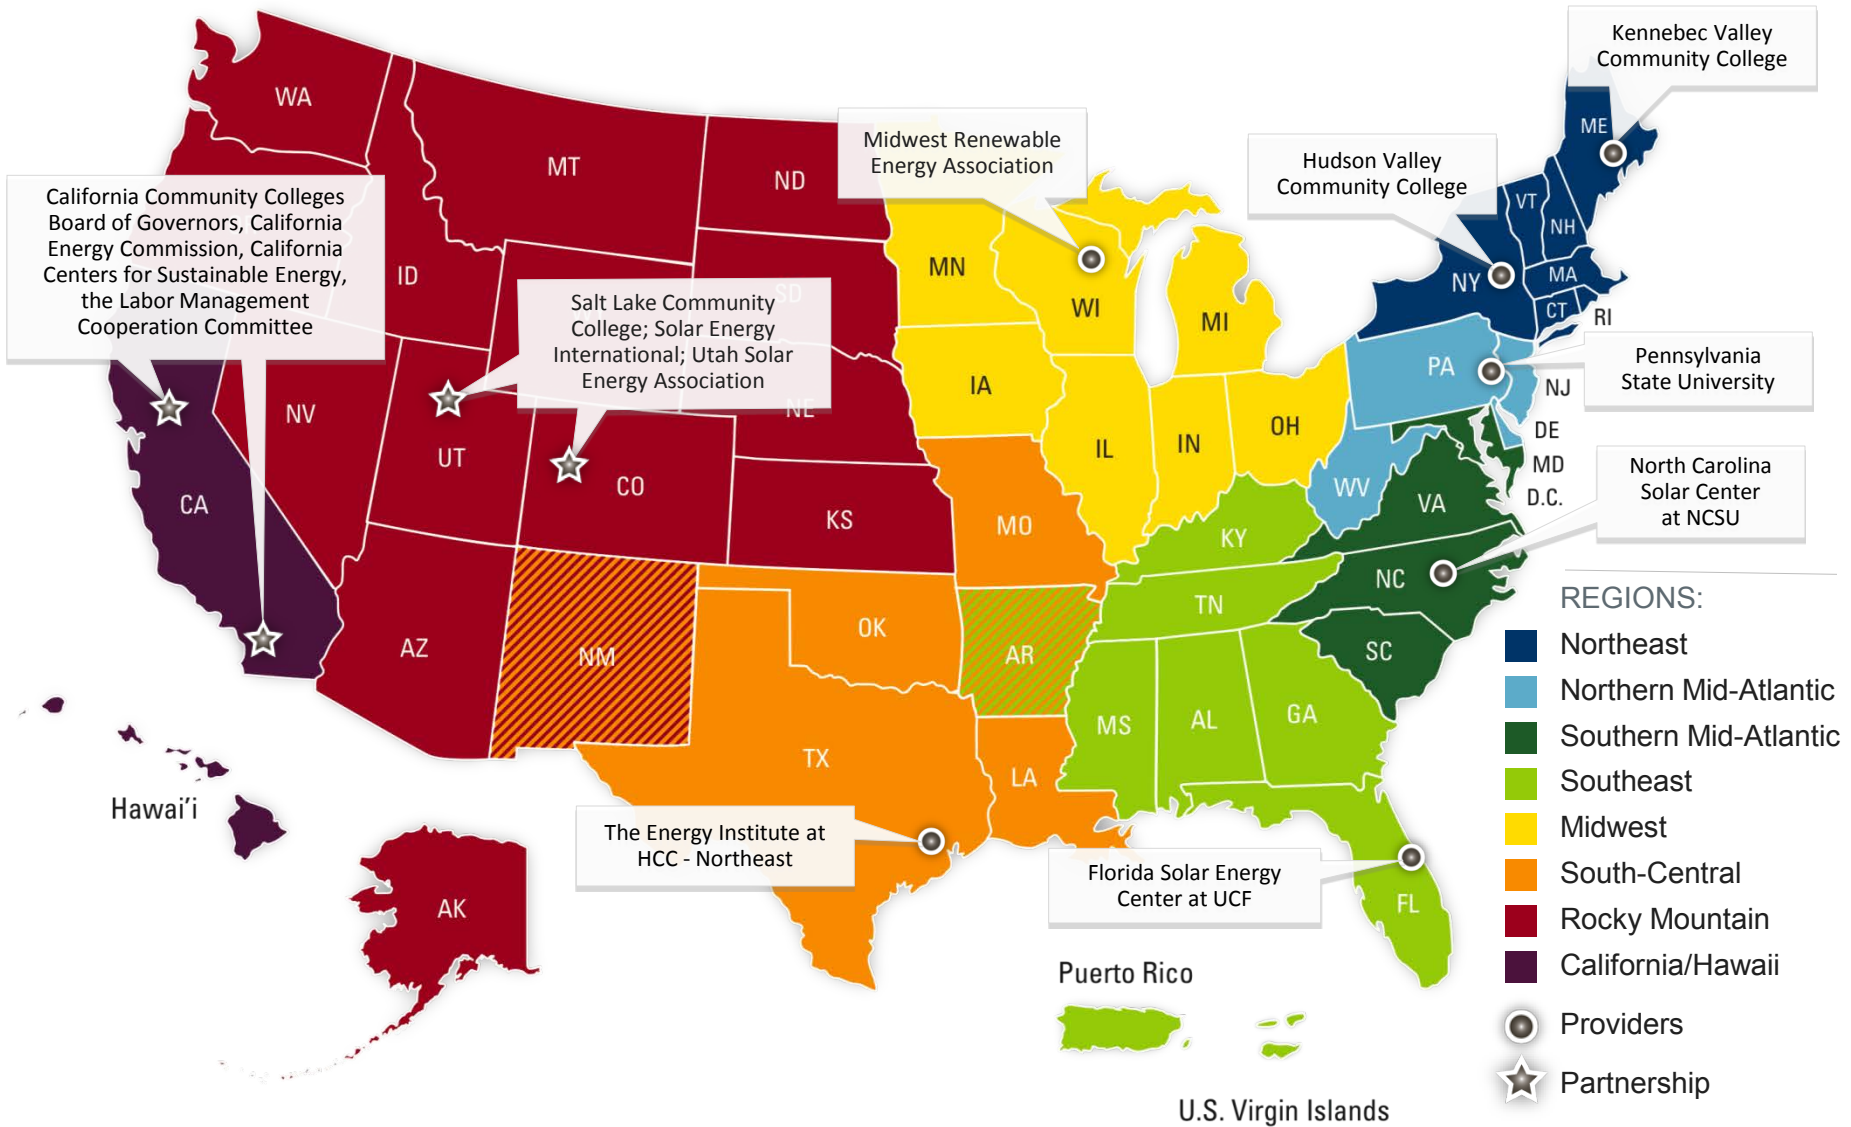 Kennebec Valley
Community College
WA
ME
MT
Midwest Renewable
Energy Association
Hudson Valley
Community College
ND
California Community Colleges
Board of Governors, California
Energy Commission, California
Centers for Sustainable Energy,
the Labor Management
Cooperation Committee
VT
NH
ID
MN
NY
MA
SD
Salt Lake Community
College; Solar Energy
International; Utah Solar
Energy Association
WI
MI
CT
RI
Pennsylvania
State University
PA
IA
NJ
NV
NE
OH
DE
UT
IL
IN
MD
North Carolina
Solar Center
at NCSU
CO
WV
D.C.
CA
VA
KS
MO
KY
NC
REGIONS:
TN
OK
Northeast
AZ
NM
AR
SC
Northern Mid-Atlantic
MS
AL
GA
Southern Mid-Atlantic
TX
LA
Southeast
Hawai'i
The Energy Institute at
HCC - Northeast
Midwest
Florida Solar Energy
Center at UCF
South-Central
AK
FL
Rocky Mountain
California/Hawaii
Puerto Rico
Providers
Partnership
U.S. Virgin Islands